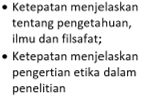 • Ketepatan menjelaskan
tentang pengetahuan,
ilmu dan filsafat;
• Ketepatan menjelaskan
pengertian etika dalam
penelitian